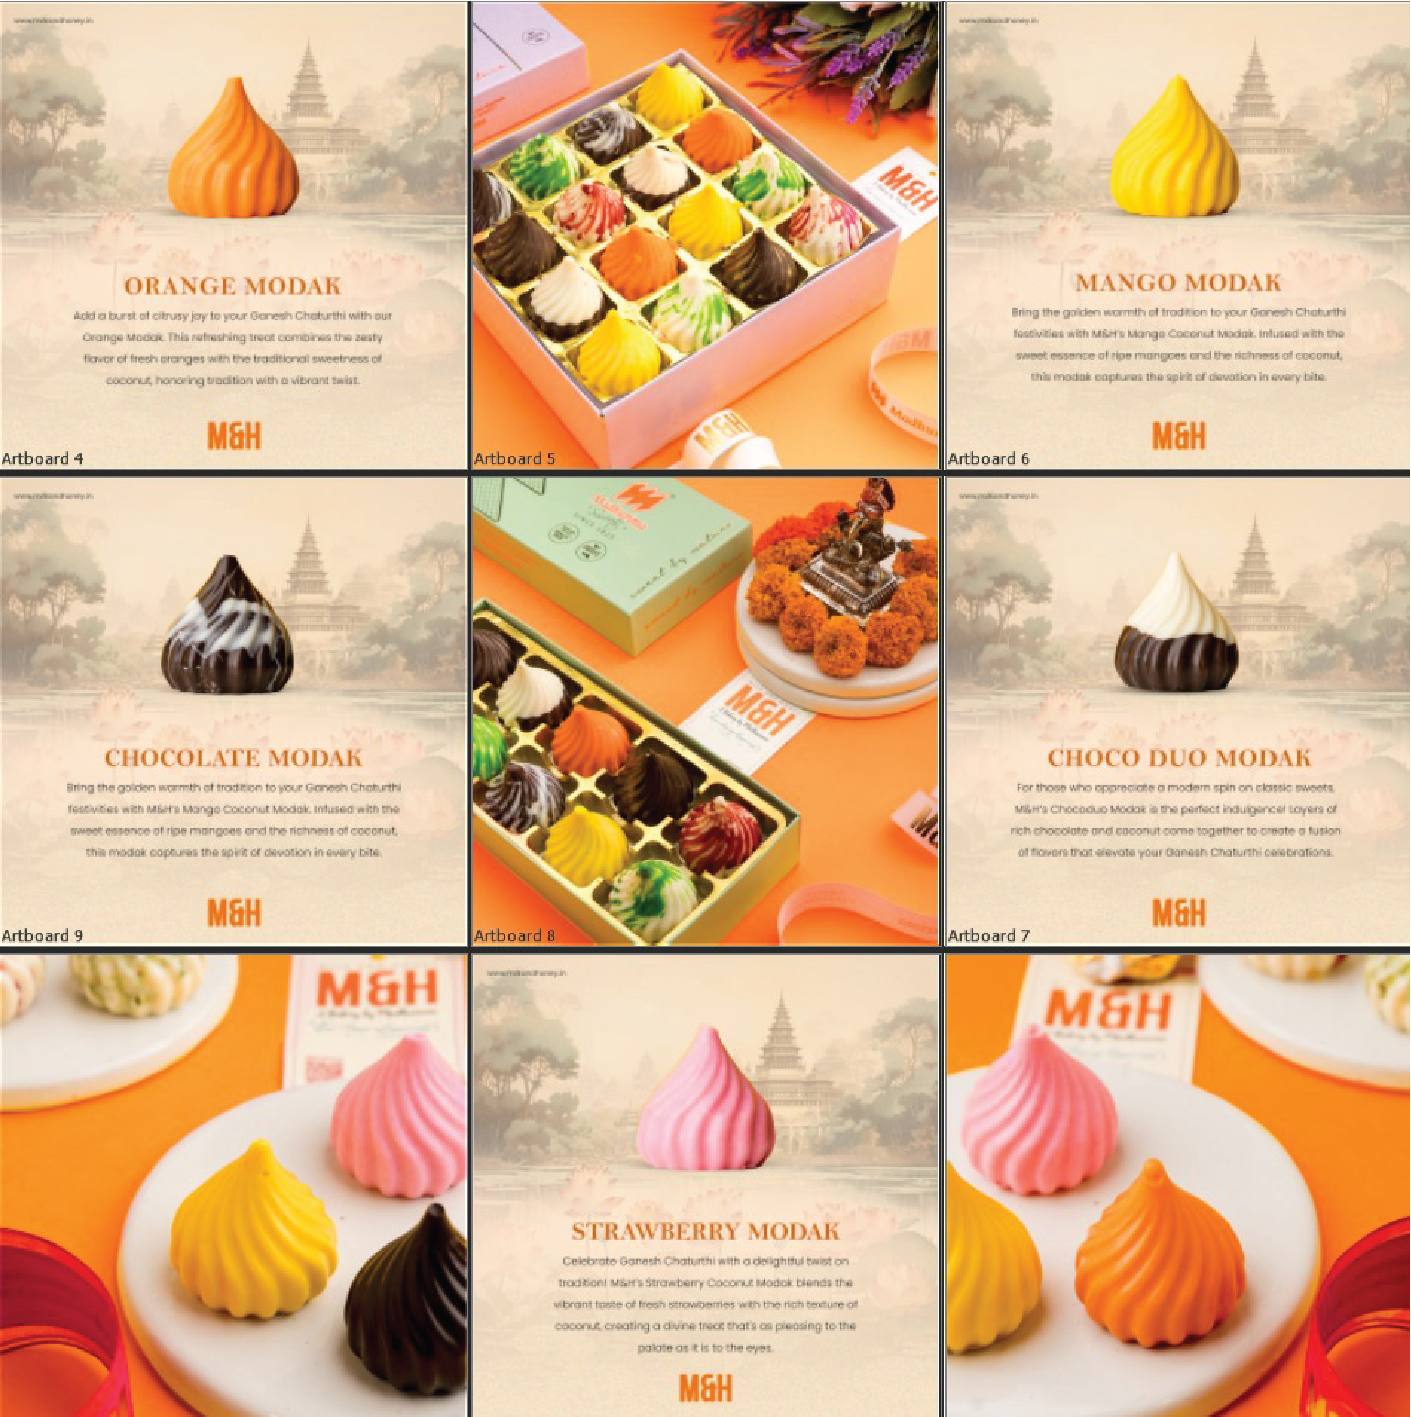 www.milkandhoney.in
ORANGE MODAK
Add a burst of citrusy joy to your Ganesh Chaturthi with our
Orange Modak. This refreshing treat combines the zesty
flavor of fresh oranges with the traditional sweetness of
coconut, honoring tradition with a vibrant twist.
M&H
Artboard 4
M&H
M&H
Artboard 5
www.milkandhoney.in
MANGO MODAK
Bring the golden warmth of tradition to your Ganesh Chaturthi
festivities with M&H's Mango Coconut Modak. Infused with the
sweet essence of ripe mangoes and the richness of coconut,
this modak captures the spirit of devotion in every bite.
M&H
Artboard 6
www.milkandhoney.in
CHOCOLATE MODAK
Bring the golden warmth of tradition to your Ganesh Chaturthi
festivities with M&H's Mango Coconut Modak. Infused with the
sweet essence of ripe mangoes and the richness of coconut,
this modak captures the spirit of devotion in every bite.
M&H
Artboard 9
Madhurima
SINCE 1925
sweet by nature
M&H
Artboard 8
www.milkandhoney.in
CHOCO DUO MODAK
For those who appreciate a modern spin on classic sweets,
M&H's Chocoduo Modak is the perfect indulgence! Layers of
rich chocolate and coconut come together to create a fusion
of flavors that elevate your Ganesh Chaturthi celebrations.
M&H
Artboard 7
M&H
www.milkandhoney.in
STRAWBERRY MODAK
Celebrate Ganesh Chaturthi with a delightful twist on
tradition! M&H's Strawberry Coconut Modak blends the
vibrant taste of fresh strawberries with the rich texture of
coconut, creating a divine treat that's as pleasing to the
palate as it is to the eyes.
M&H
M&H